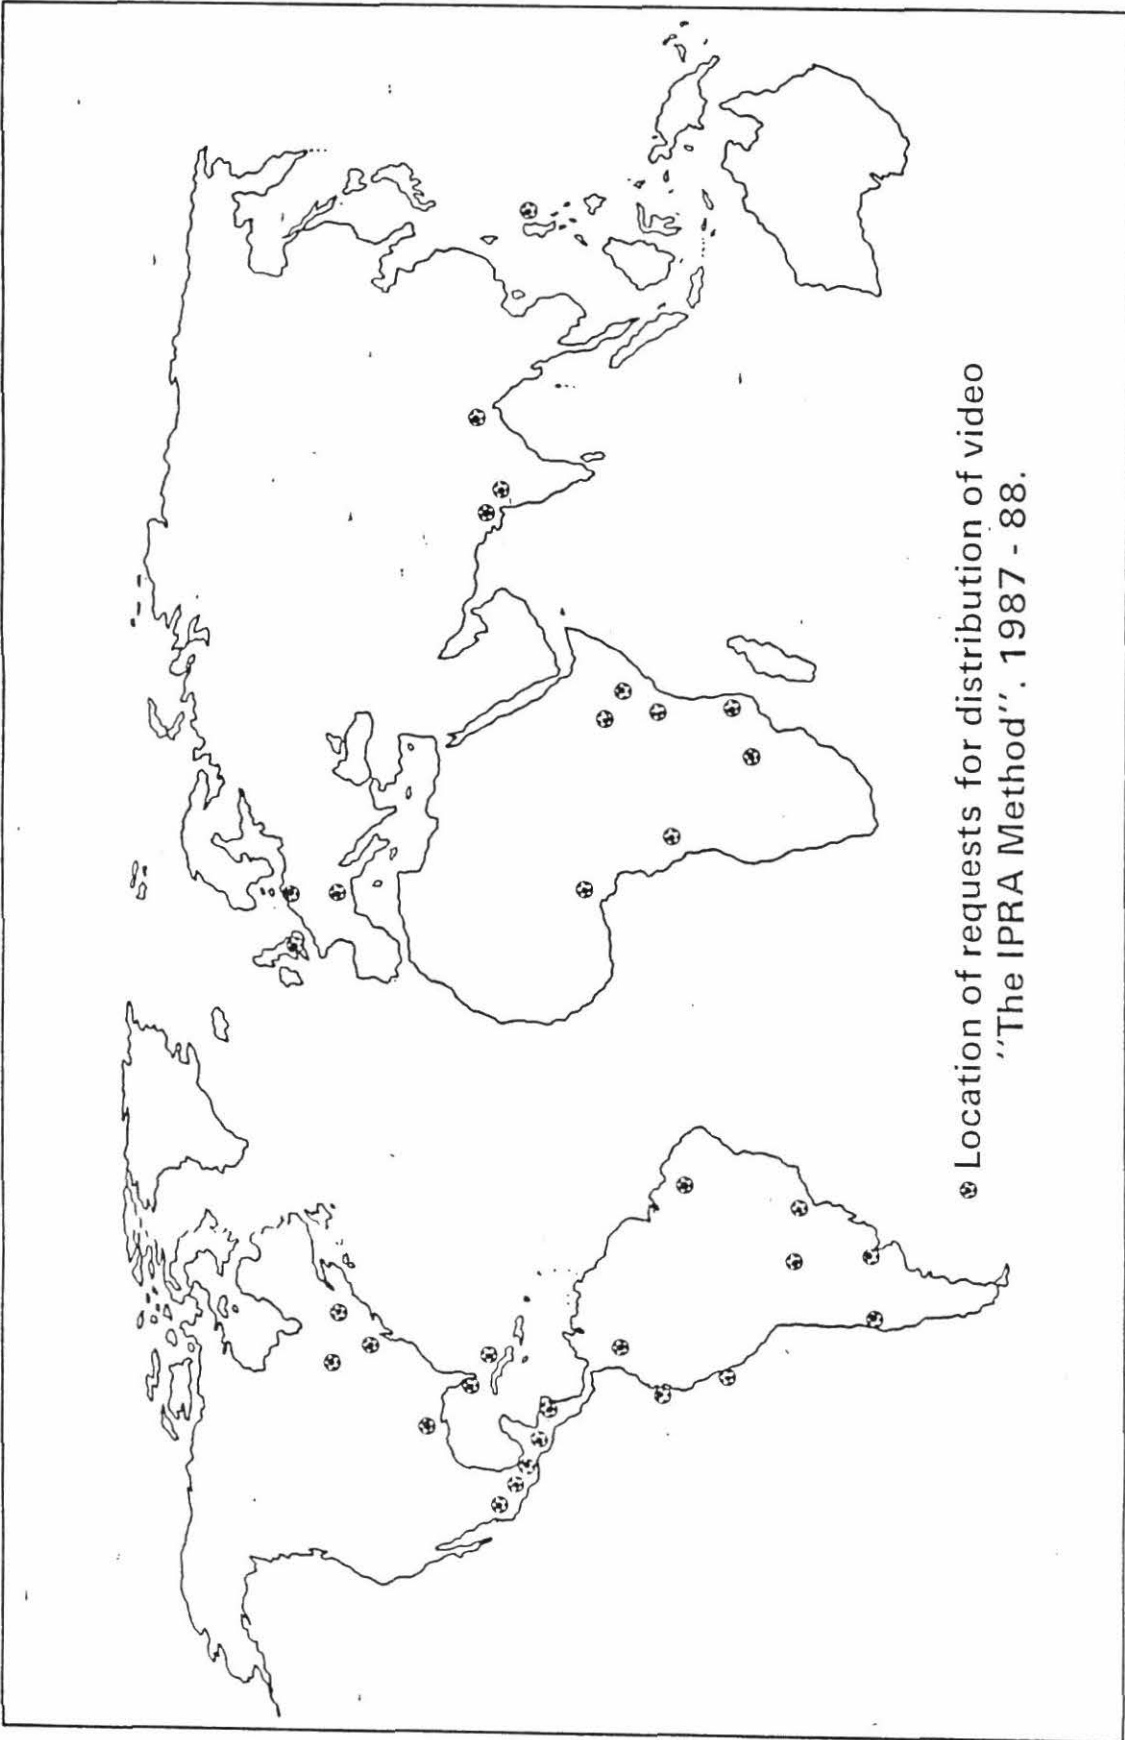 Location of requests for distribution of video
"The IPRA Method". 1987 - 88.